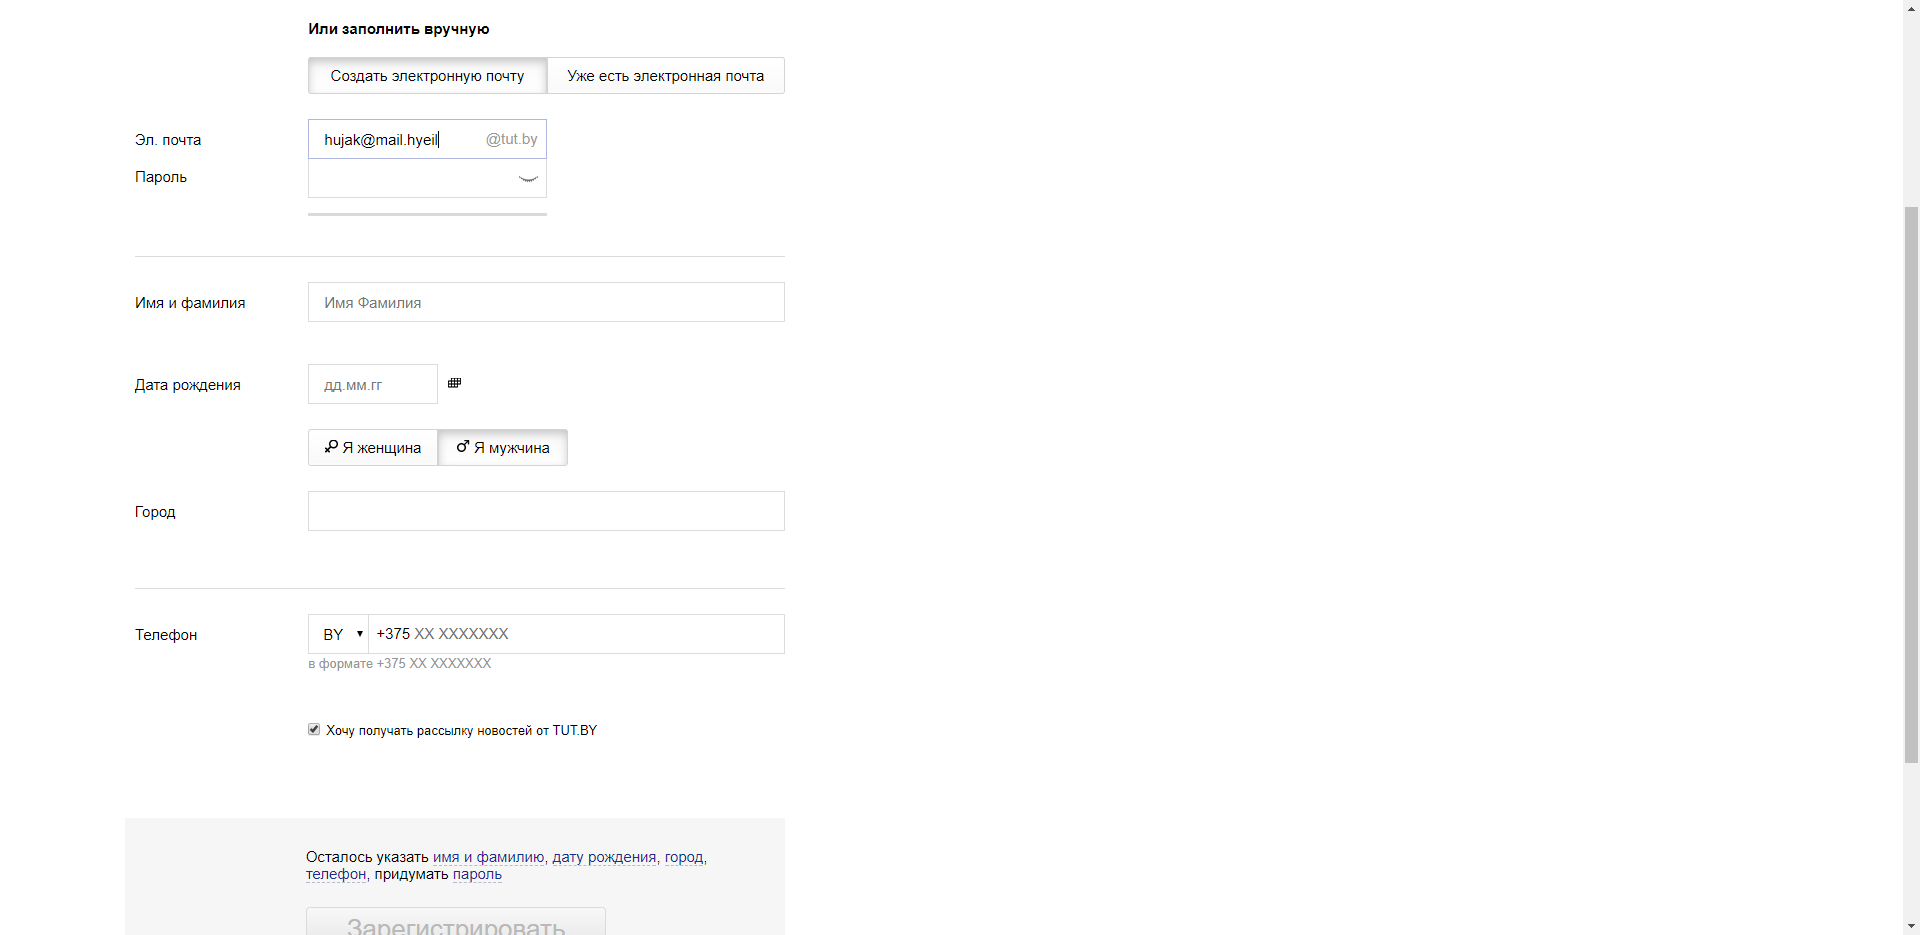 Или заполнить вручную
Создать электронную почту Уже есть электронная почта
Эл. почта hujak@mail.hyeil @tut.by
Пароль
Имя и фамилия Имя Фамилия
Дата рождения дд.мм.гг
Я женщина Я мужчина
Город
Телефон BY +375 XX XXXXXXX
в формате +375 XX XXXXXXX
Хочу получать рассылку новостей от TUT.BY
Осталось указать имя и фамилию, дату рождения, город,
телефон, придумать пароль
Зарегистрировать